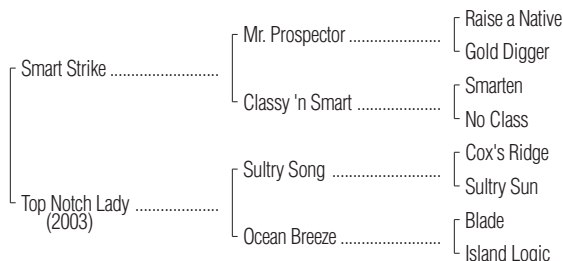 Raise a Native
Mr. Prospector ....................
Gold Digger
Smart Strike .......................
Smarten
Classy 'n Smart .................
No Class
Cox's Ridge
Sultry Song .......................
Sultry Sun
Top Notch Lady ..................
(2003)
Blade
Ocean Breeze ....................
Island Logic